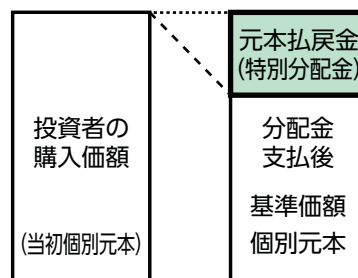 投資者の
購入価額
(当初個別元本)
元本払戻金
(特別分配金)
分配金
支払後
基準価額
個別元本